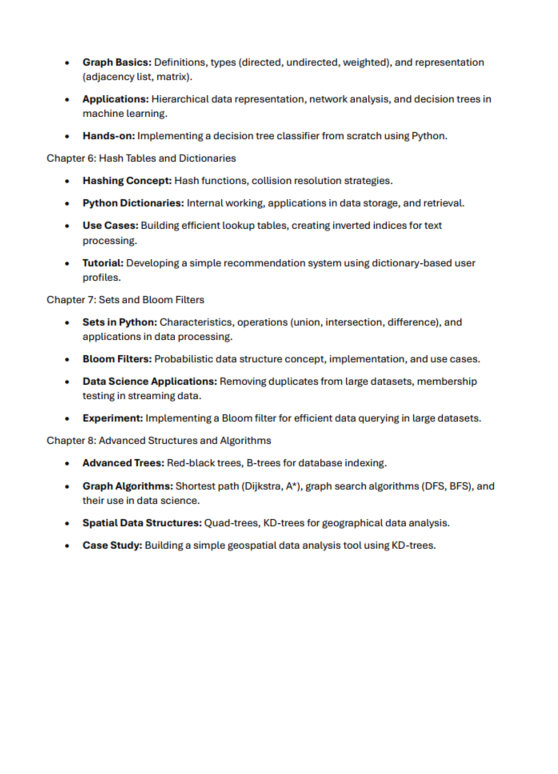 • Graph Basics: Definitions, types (directed, undirected, weighted), and representation
(adjacency list, matrix).
• Applications: Hierarchical data representation, network analysis, and decision trees in
machine learning.
• Hands-on: Implementing a decision tree classifier from scratch using Python.
Chapter 6: Hash Tables and Dictionaries
• Hashing Concept: Hash functions, collision resolution strategies.
• Python Dictionaries: Internal working, applications in data storage, and retrieval.
• Use Cases: Building efficient lookup tables, creating inverted indices for text
processing.
• Tutorial: Developing a simple recommendation system using dictionary-based user
profiles.
Chapter 7: Sets and Bloom Filters
• Sets in Python: Characteristics, operations (union, intersection, difference), and
applications in data processing.
• Bloom Filters: Probabilistic data structure concept, implementation, and use cases.
• Data Science Applications: Removing duplicates from large datasets, membership
testing in streaming data.
• Experiment: Implementing a Bloom filter for efficient data querying in large datasets.
Chapter 8: Advanced Structures and Algorithms
• Advanced Trees: Red-black trees, B-trees for database indexing.
• Graph Algorithms: Shortest path (Dijkstra, A*), graph search algorithms (DFS, BFS), and
their use in data science.
• Spatial Data Structures: Quad-trees, KD-trees for geographical data analysis.
• Case Study: Building a simple geospatial data analysis tool using KD-trees.